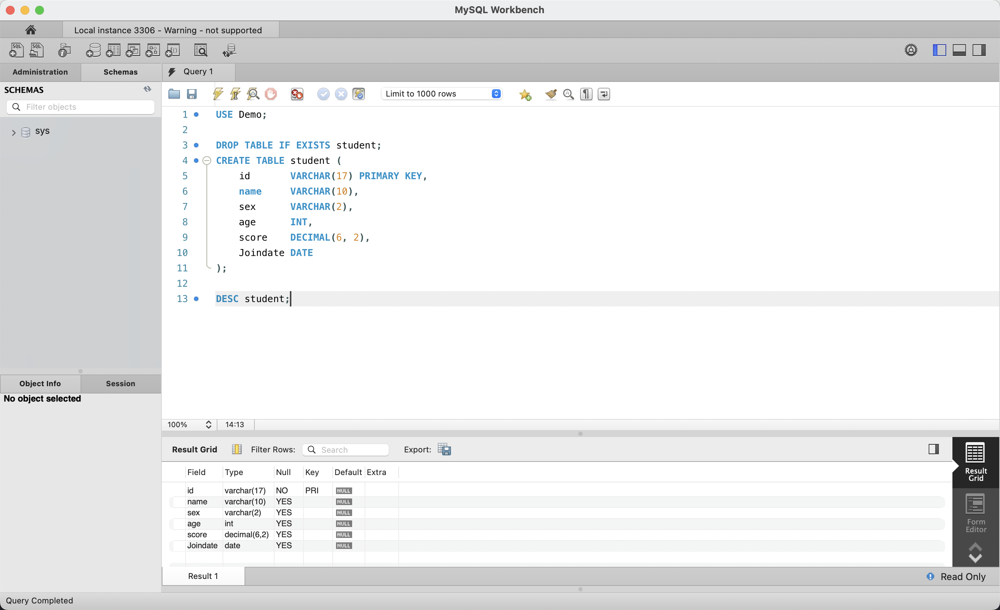 MySQL Workbench
Local instance 3306 - Warning - not supported
SQL SQL
Administration Schemas Query 1
SCHEMAS
Limit to 1000 rows
Filter objects
sys
1 USE Demo;
2
3 DROP TABLE IF EXISTS student;
4 CREATE TABLE student (
5 id VARCHAR(17) PRIMARY KEY,
6 name VARCHAR(10),
7 sex VARCHAR(2),
8 age INT,
9 score DECIMAL(6, 2),
10 Joindate DATE
11 );
12
13 DESC student;
Object Info Session
No object selected
100% 14:13
Result Grid Filter Rows: Search Export:
Field Type Null Key Default Extra
id varchar(17) NO PRI NULL
name varchar(10) YES NULL
sex varchar(2) YES NULL
age int YES NULL
score decimal(6,2) YES NULL
Joindate date YES NULL
Result
Grid
Form
Editor
Result 1
Read Only
Query Completed